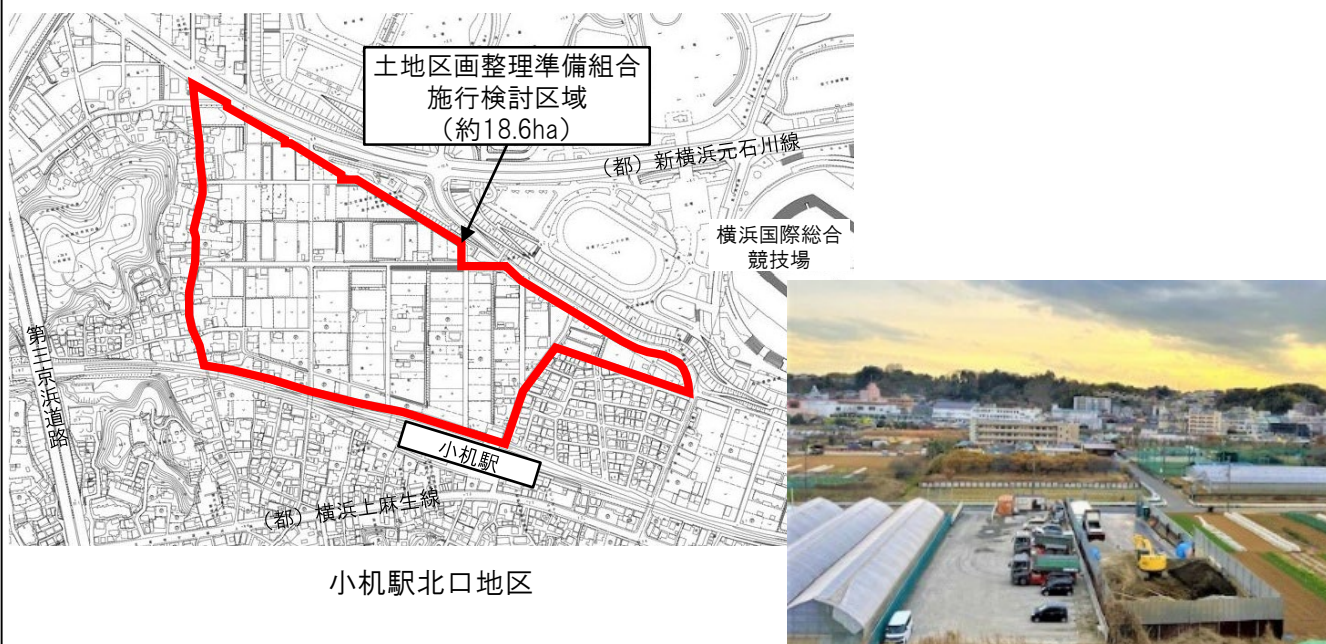 土地区画整理準備組合
施行検討区域
（約18.6ha）
（都）新横浜元石川線
横浜国際総合
競技場
第三京浜道路
小机駅
（都）横浜上麻生線
小机駅北口地区